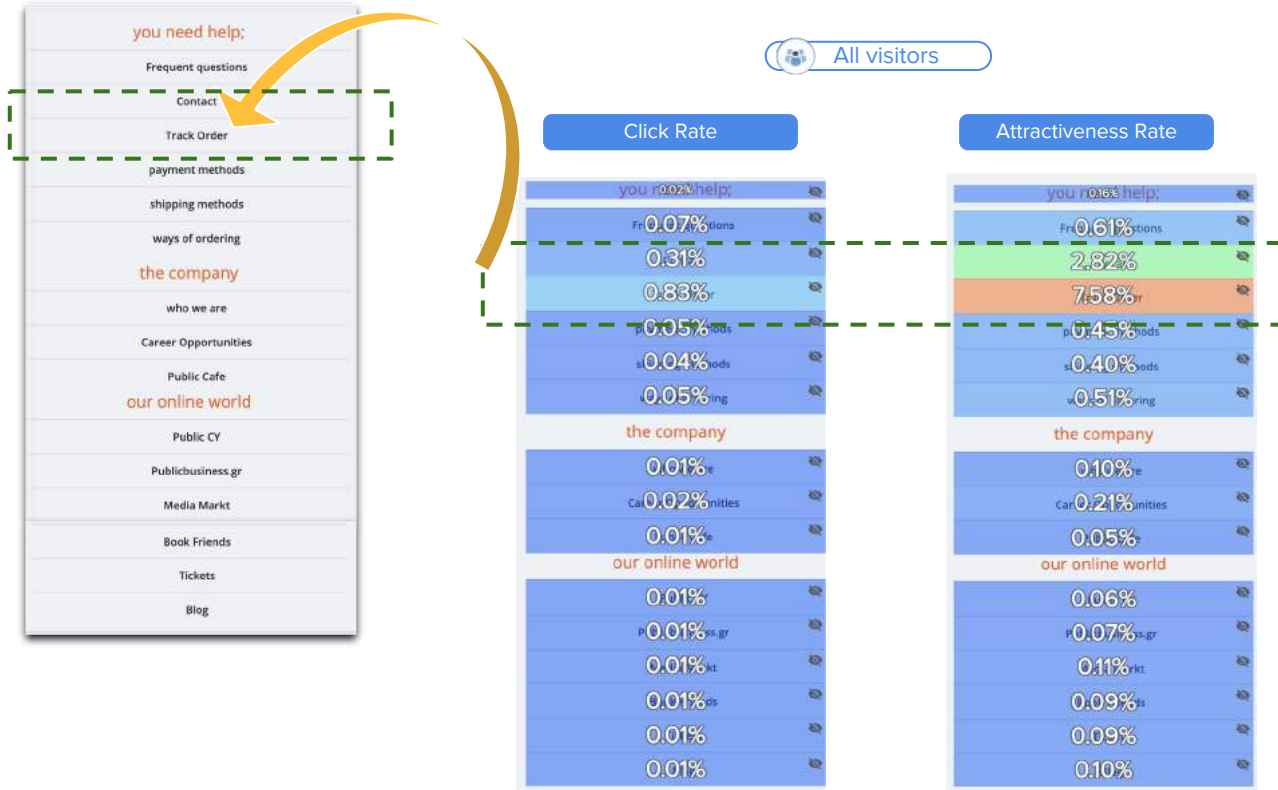 you need help;
Frequent questions
Contact
Track Order
payment methods
shipping methods
ways of ordering
the company
who we are
Career Opportunities
Public Cafe
our online world
Public CY
Publicbusiness.gr
Media Markt
Book Friends
Tickets
Blog
All visitors
Click Rate
0.02%
0.07%
0.31%
0.83%
0.05%
0.04%
0.05%
the company
0.01%
0.02%
0.01%
our online world
0.01%
0.01%
0.01%
0.01%
0.01%
0.01%
Attractiveness Rate
0.16%
0.61%
2.82%
7.58%
0.45%
0.40%
0.51%
the company
0.10%
0.21%
0.05%
our online world
0.06%
0.07%
0.11%
0.09%
0.09%
0.10%